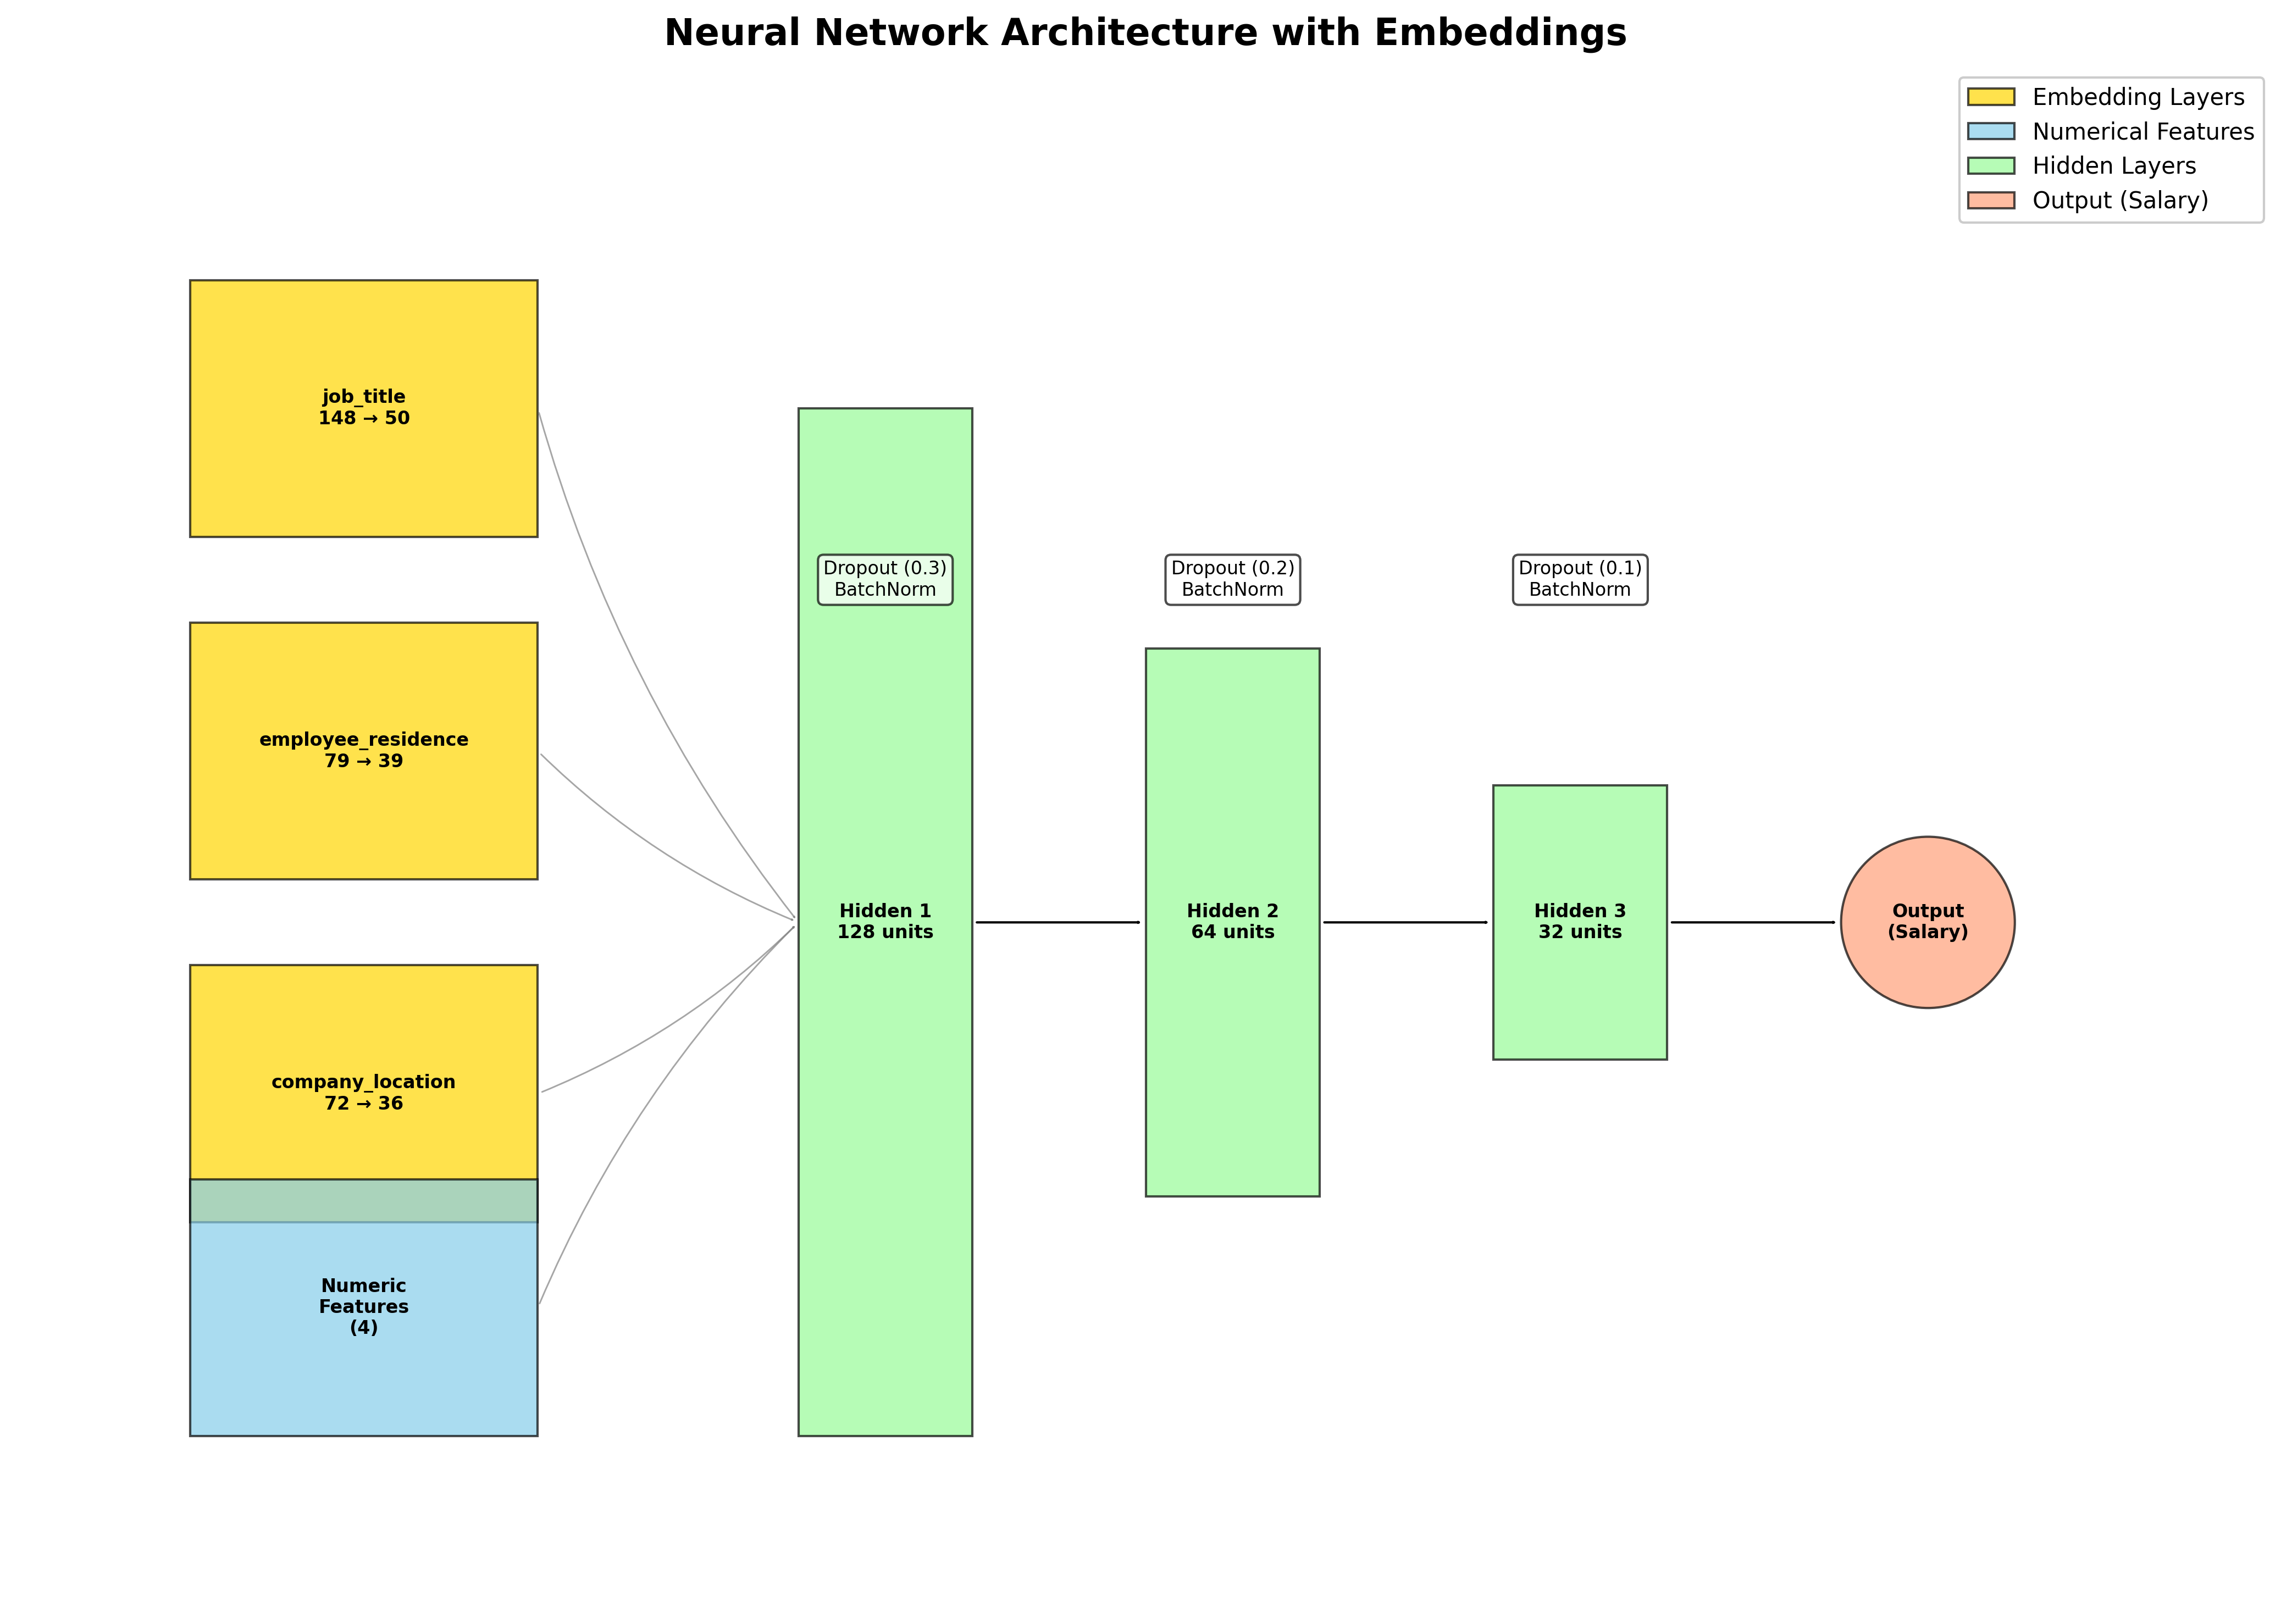 Neural Network Architecture with Embeddings
Embedding Layers
Numerical Features
Hidden Layers
Output (Salary)
job_title
148 → 50
employee_residence
79 → 39
company_location
72 → 36
Numeric
Features
(4)
Dropout (0.3)
BatchNorm
Hidden 1
128 units
Dropout (0.2)
BatchNorm
Hidden 2
64 units
Dropout (0.1)
BatchNorm
Hidden 3
32 units
Output
(Salary)